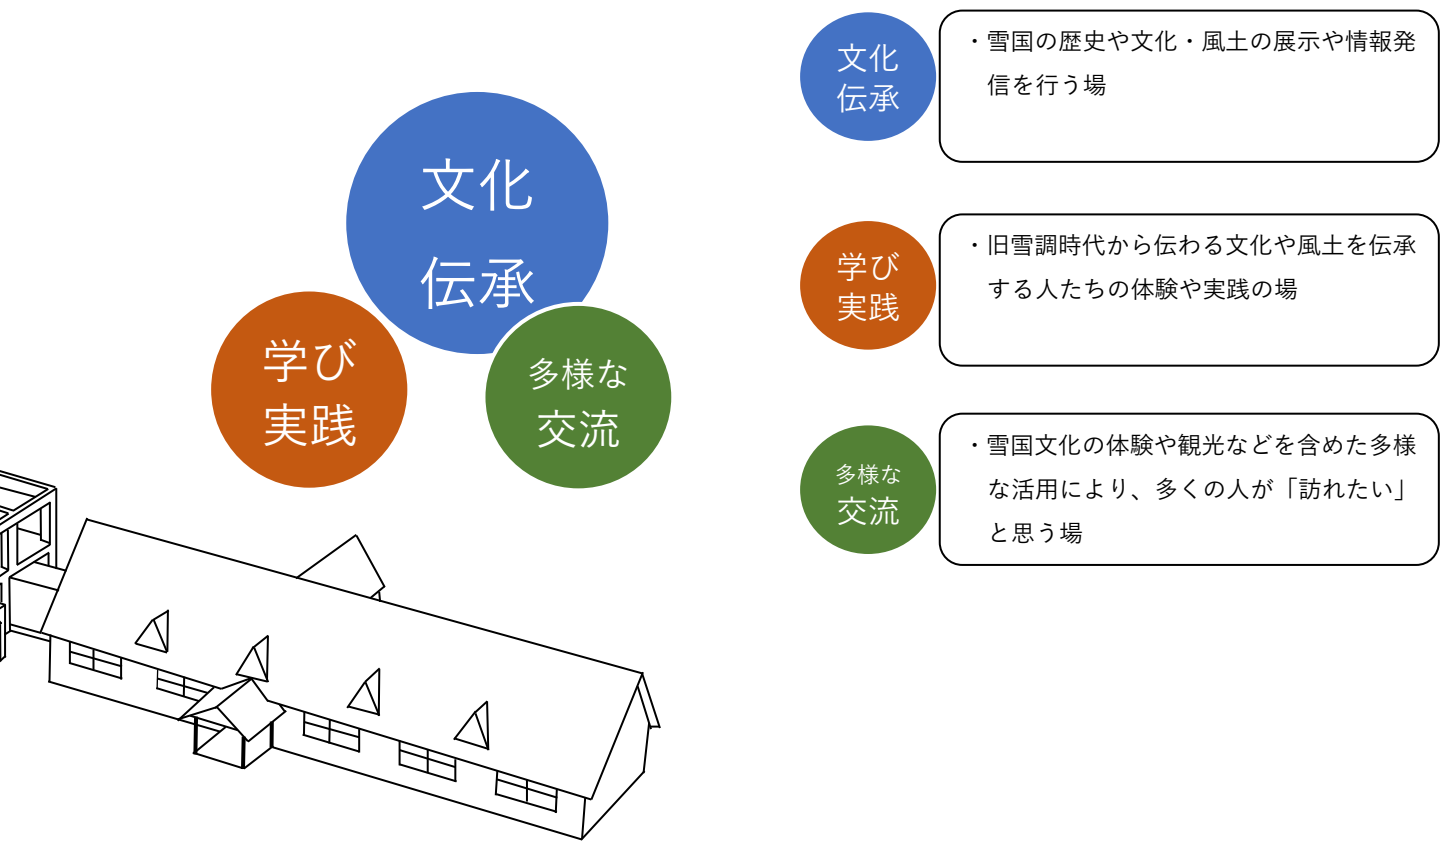 文化
伝承
学び
実践
多様な
交流
文化
伝承
・雪国の歴史や文化・風土の展示や情報発
信を行う場
学び
実践
・旧雪調時代から伝わる文化や風土を伝承
する人たちの体験や実践の場
多様な
交流
・雪国文化の体験や観光などを含めた多様
な活用により、多くの人が「訪れたい」
と思う場